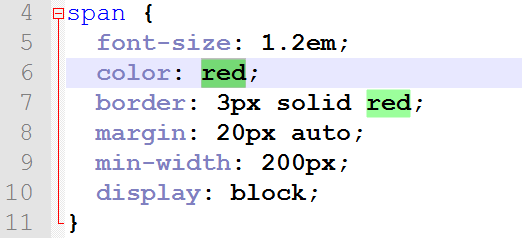 4 span {
5 font-size: 1.2em;
6 color: red;
7 border: 3px solid red;
8 margin: 20px auto;
9 min-width: 200px;
10 display: block;
11 }